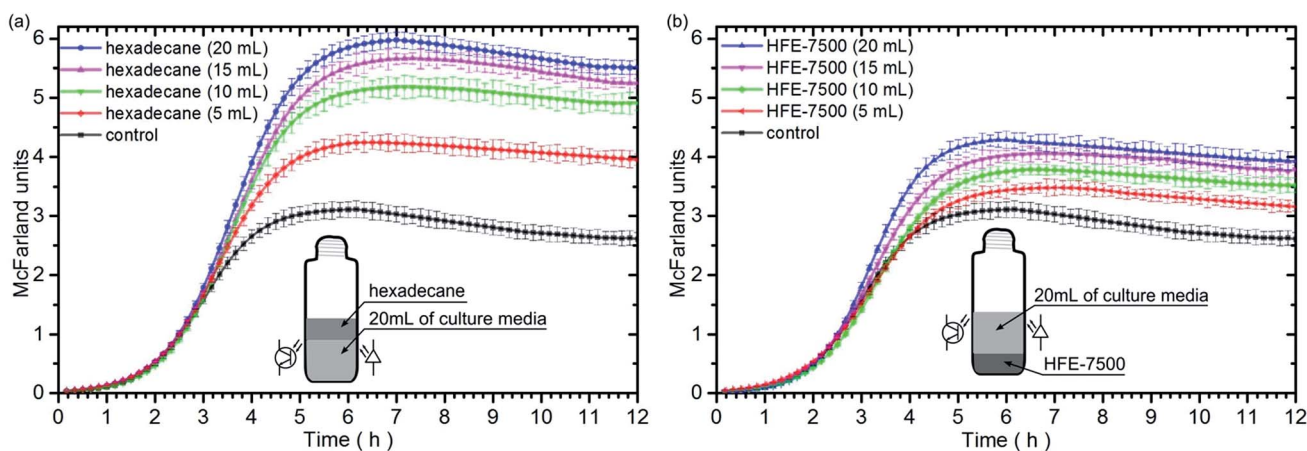 (a)
hexadecane (20 mL)
hexadecane (15 mL)
hexadecane (10 mL)
hexadecane (5 mL)
control
McFarland units
6
5
4
3
2
1
0
0 1 2 3 4 5 6 7 8 9 10 11 12
Time ( h )
hexadecane
20mL of culture media
(b)
HFE-7500 (20 mL)
HFE-7500 (15 mL)
HFE-7500 (10 mL)
HFE-7500 (5 mL)
control
McFarland units
6
5
4
3
2
1
0
0 1 2 3 4 5 6 7 8 9 10 11 12
Time ( h )
20mL of culture media
HFE-7500